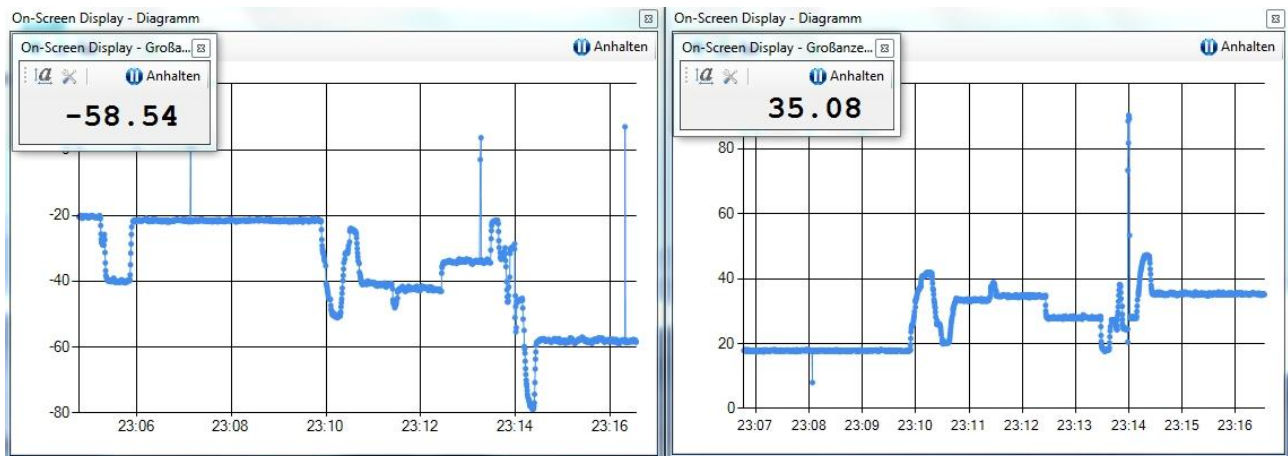 On-Screen Display - Diagramm
On-Screen Display - Großa...
Anhalten
a
Anhalten
-58.54
-20
-40
-60
-80
23:06
23:08
23:10
23:12
23:14
23:16
On-Screen Display - Diagramm
On-Screen Display - Großanze...
Anhalten
a
Anhalten
35.08
80
60
40
20
0
23:07
23:08
23:09
23:10
23:11
23:12
23:13
23:14
23:15
23:16